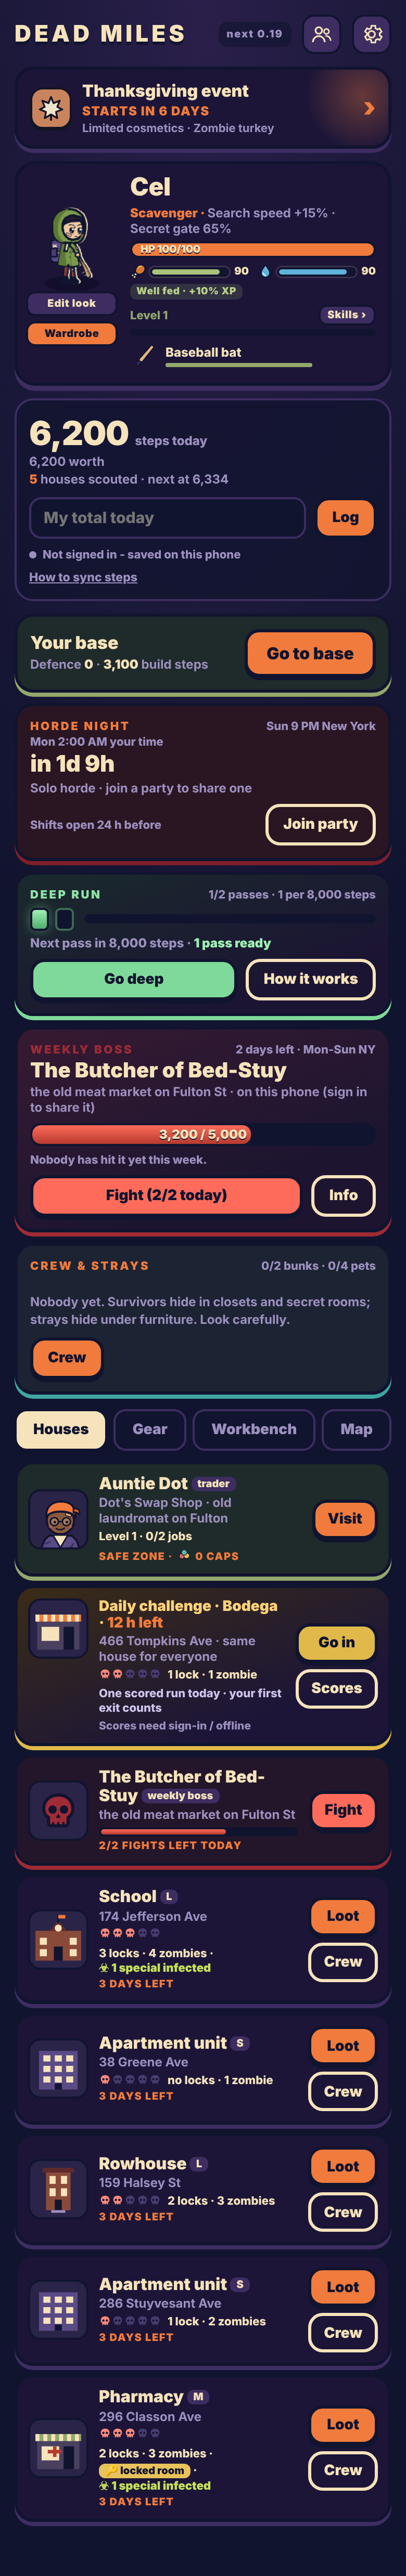 DEAD MILES
next 0.19
Thanksgiving event
STARTS IN 6 DAYS
Limited cosmetics · Zombie turkey
Cel
Scavenger · Search speed +15% ·
Secret gate 65%
HP 100/100
90
90
Well fed · +10% XP
Edit look
Level 1
Skills ›
Wardrobe
Baseball bat
6,200 steps today
6,200 worth
5 houses scouted · next at 6,334
My total today
Log
Not signed in - saved on this phone
How to sync steps
Your base
Defence 0 · 3,100 build steps
Go to base
HORDE NIGHT
Sun 9 PM New York
Mon 2:00 AM your time
in 1d 9h
Solo horde · join a party to share one
Shifts open 24 h before
Join party
DEEP RUN
1/2 passes · 1 per 8,000 steps
Next pass in 8,000 steps · 1 pass ready
Go deep
How it works
WEEKLY BOSS
2 days left · Mon-Sun NY
The Butcher of Bed-Stuy
the old meat market on Fulton St · on this phone (sign in
to share it)
3,200 / 5,000
Nobody has hit it yet this week.
Fight (2/2 today)
Info
CREW & STRAYS
0/2 bunks · 0/4 pets
Nobody yet. Survivors hide in closets and secret rooms;
strays hide under furniture. Look carefully.
Crew
Houses
Gear
Workbench
Map
Auntie Dot trader
Dot's Swap Shop · old
laundromat on Fulton
Level 1 · 0/2 jobs
SAFE ZONE · 0 CAPS
Visit
Daily challenge · Bodega
· 12 h left
466 Tompkins Ave · same
house for everyone
1 lock · 1 zombie
One scored run today · your first
exit counts
Scores need sign-in / offline
Go in
Scores
The Butcher of Bed-
Stuy weekly boss
the old meat market on Fulton St
2/2 FIGHTS LEFT TODAY
Fight
School L
174 Jefferson Ave
3 locks · 4 zombies ·
1 special infected
3 DAYS LEFT
Loot
Crew
Apartment unit S
38 Greene Ave
no locks · 1 zombie
3 DAYS LEFT
Loot
Crew
Rowhouse L
159 Halsey St
2 locks · 3 zombies
3 DAYS LEFT
Loot
Crew
Apartment unit S
286 Stuyvesant Ave
1 lock · 2 zombies
3 DAYS LEFT
Loot
Crew
Pharmacy M
296 Classon Ave
2 locks · 3 zombies ·
locked room ·
1 special infected
3 DAYS LEFT
Loot
Crew